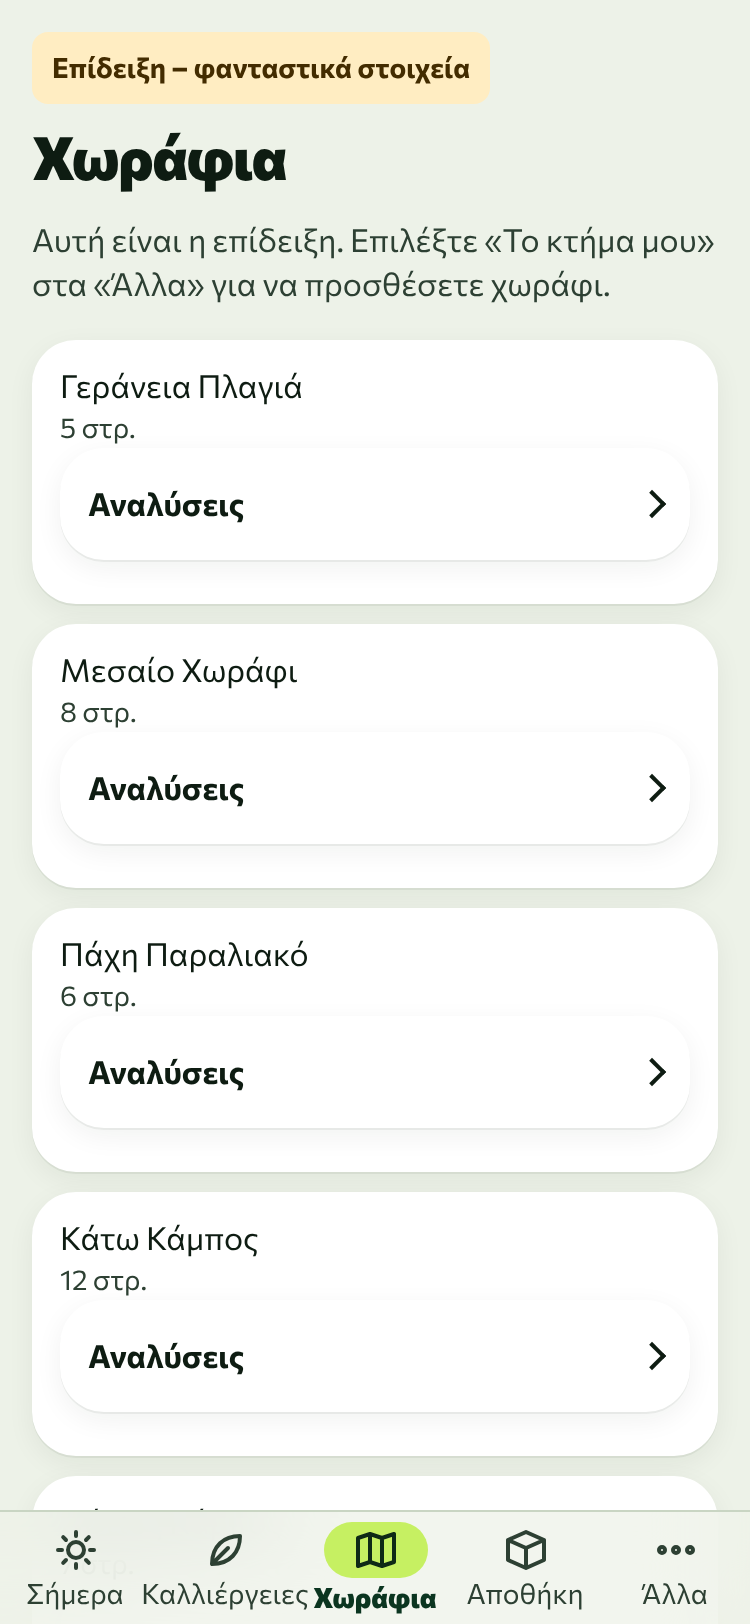 Επίδειξη – φανταστικά στοιχεία
Χωράφια
Αυτή είναι η επίδειξη. Επιλέξτε «Το κτήμα μου»
στα «Άλλα» για να προσθέσετε χωράφι.
Γεράνεια Πλαγιά
5 στρ.
Αναλύσεις
Μεσαίο Χωράφι
8 στρ.
Αναλύσεις
Πάχη Παραλιακό
6 στρ.
Αναλύσεις
Κάτω Κάμπος
12 στρ.
Αναλύσεις
Σήμερα Καλλιέργειες Χωράφια Αποθήκη Άλλα